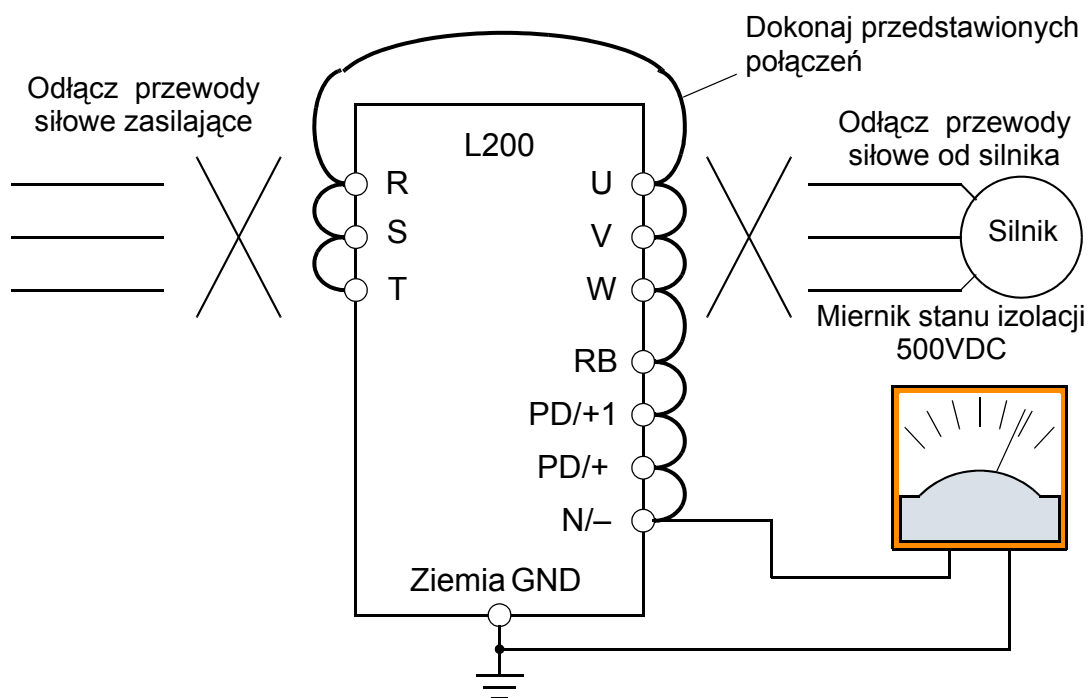 Dokonaj przedstawionych
połączeń
Odłącz przewody
siłowe zasilające
Odłącz przewody
siłowe od silnika
L200
R
S
T
U
V
W
RB
PD/+1
PD/+
N/–
Silnik
Miernik stanu izolacji
500VDC
Ziemia GND